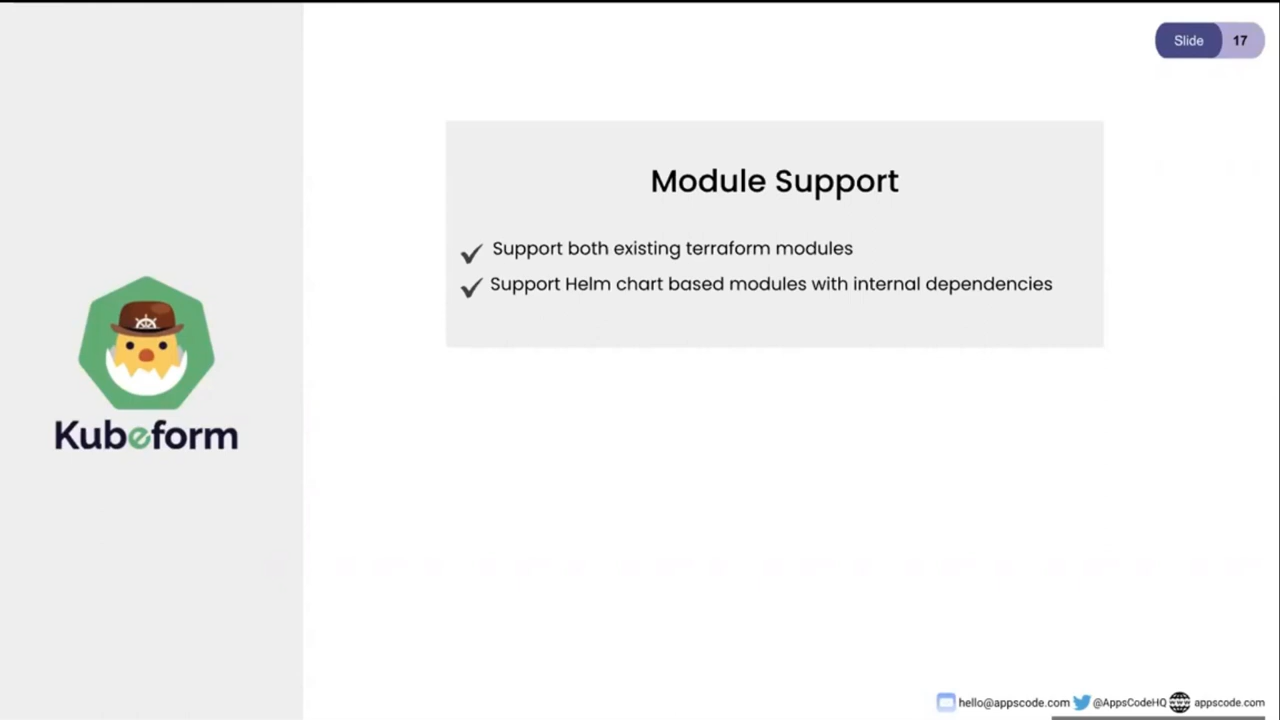 Slide 17
Module Support
Support both existing terraform modules
Support Helm chart based modules with internal dependencies
Kubeform
hello@appscode.com @AppsCodeHQ appscode.com